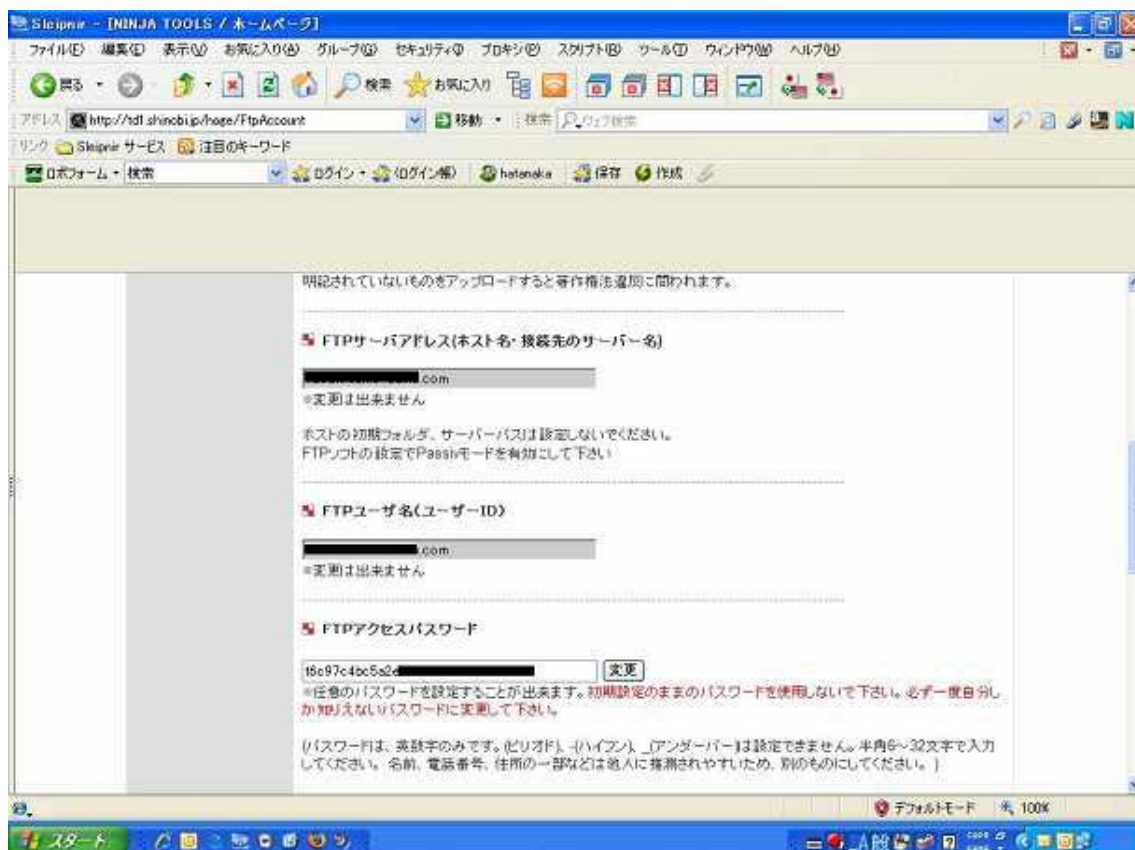 Sleipnir - [NINJA TOOLS / ホームページ]
ファイル(E) 編集(E) 表示(V) お気に入り(A) グループ(G) セキュリティ(I) プロキシ(P) スクリプト(B) ツール(T) ウィンドウ(W) ヘルプ(H)
戻る 検索 お気に入り
アドレス http://td1.shinobi.jp/hoge/FtpAccount 移動 検索 ウェブ検索
リンク Sleipnir サービス 注目のキーワード
ロボフォーム 検索 ログイン (ログイン帳) hatanaka 保存 作成
明記されていないものをアップロードすると著作権法違反に問われます。
FTPサーバアドレス(ホスト名・接続先のサーバー名)
.com
※変更は出来ません
ホストの初期フォルダ、サーバーパスは設定しないでください。
FTPソフトの設定でPassivモードを有効にして下さい
FTPユーザ名(ユーザーID)
.com
※変更は出来ません
FTPアクセスパスワード
変更
※任意のパスワードを設定することが出来ます。初期設定のままのパスワードを使用しないで下さい。必ず一度自分し
か知りえないパスワードに変更して下さい。
(パスワードは、英数字のみです。.(ピリオド)、-(ハイフン)、_(アンダーバー)は設定できません。半角6～32文字で入力
してください。名前、電話番号、住所の一部などは他人に推測されやすいため、別のものにしてください。)
デフォルトモード 100%
スタート A 般